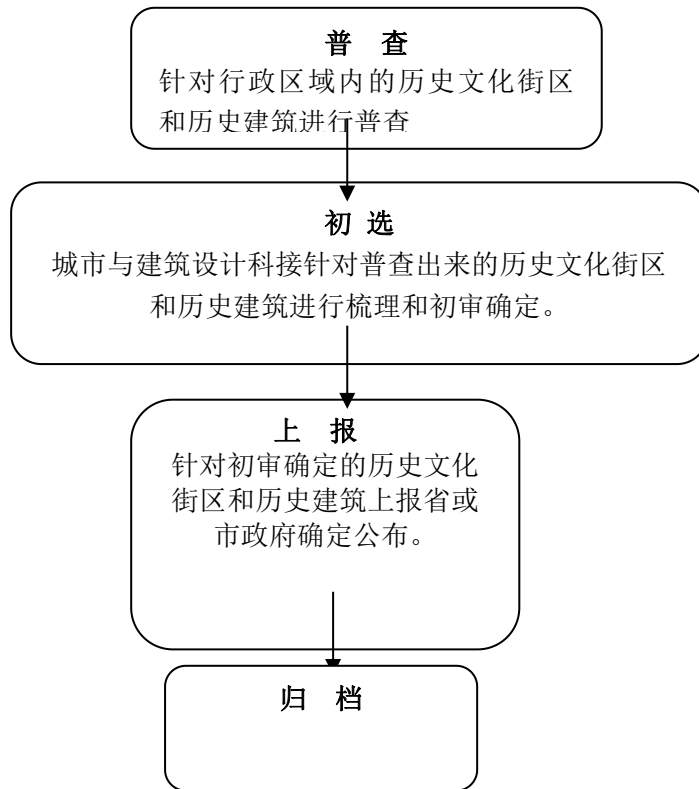 普 查
针对行政区域内的历史文化街区
和历史建筑进行普查
初 选
城市与建筑设计科接针对普查出来的历史文化街区
和历史建筑进行梳理和初审确定。
上 报
针对初审确定的历史文化
街区和历史建筑上报省或
市政府确定公布。
归 档